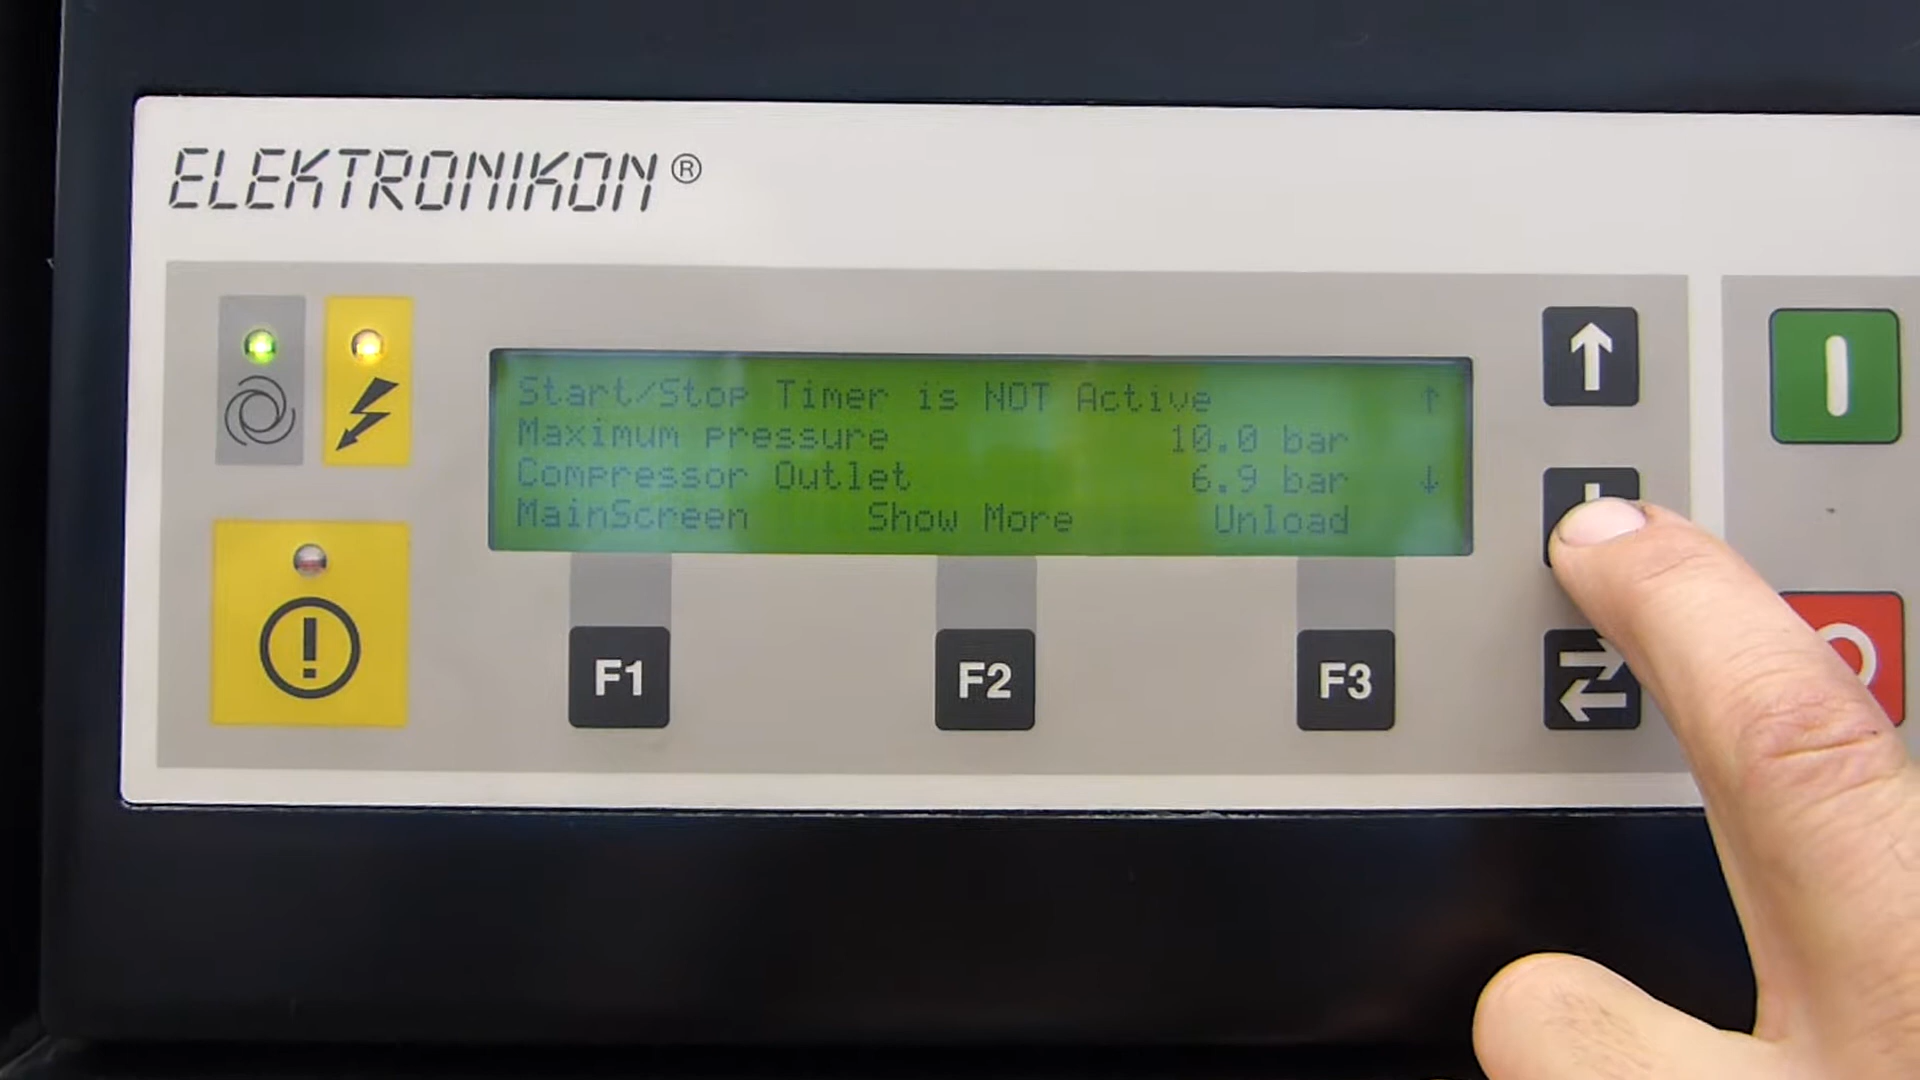 ELEKTRONIKON®
Start/Stop Timer is NOT Active ↑
Maximum pressure 10.0 bar
Compressor Outlet 6.9 bar ↓
MainScreen Show More Unload
F1 F2 F3